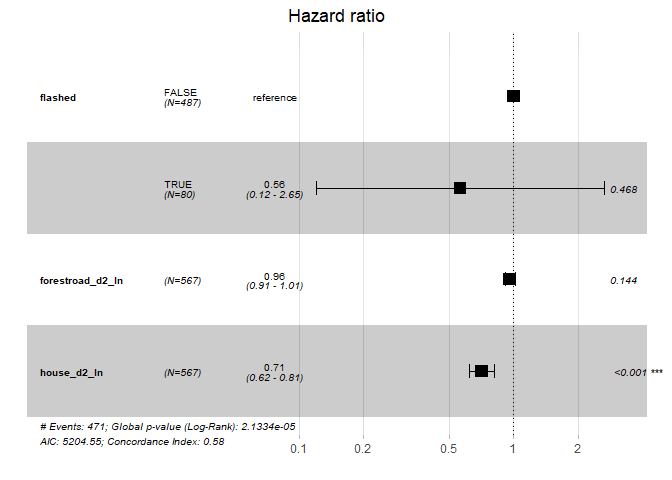 Hazard ratio
flashed
FALSE
(N=487)
reference
TRUE
(N=80)
0.56
(0.12 - 2.65)
0.468
forestroad_d2_ln
(N=567)
0.96
(0.91 - 1.01)
0.144
house_d2_ln
(N=567)
0.71
(0.62 - 0.81)
<0.001 ***
# Events: 471; Global p-value (Log-Rank): 2.1334e-05
AIC: 5204.55; Concordance Index: 0.58
0.1 0.2 0.5 1 2